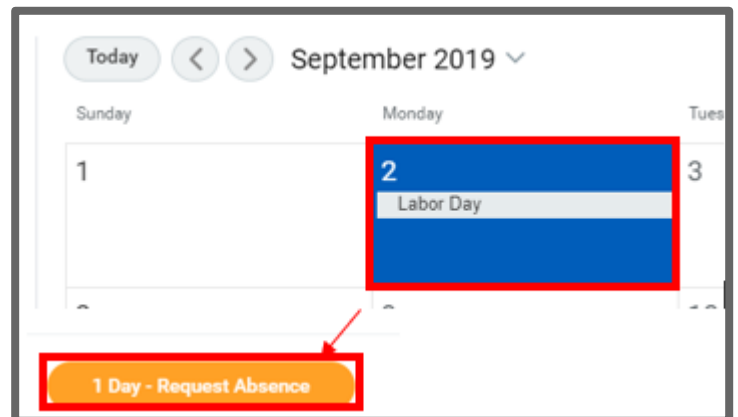 Today < > September 2019
Sunday Monday Tues
1 2 3
Labor Day
1 Day - Request Absence